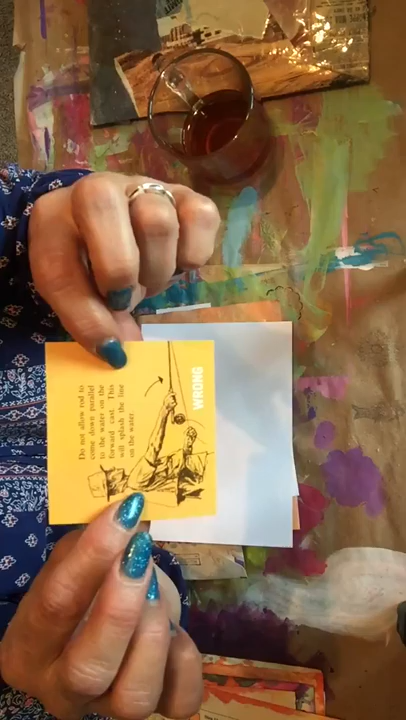 WRONG
Do not allow rod to
come down parallel
to the water on the
forward cast. This
will splash the line
on the water.